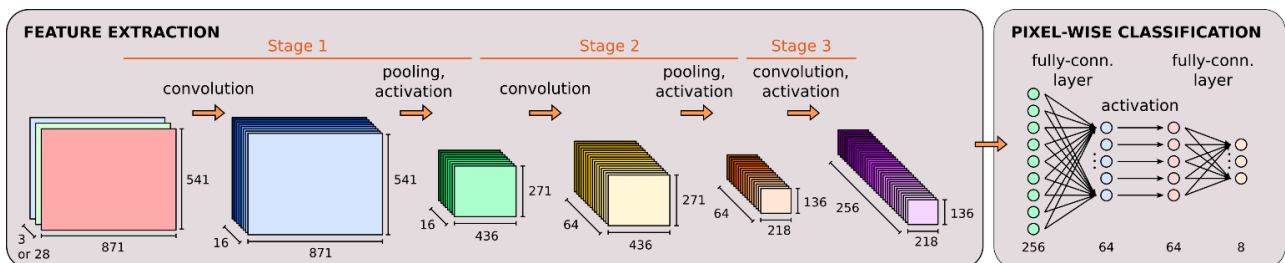 FEATURE EXTRACTION
Stage 1
Stage 2
Stage 3
convolution
pooling,
activation
convolution
pooling,
activation
convolution,
activation
541
3
or 28
871
541
16
871
271
16
436
271
64
436
136
64
218
136
256
218
PIXEL-WISE CLASSIFICATION
fully-conn.
layer
activation
fully-conn.
layer
256
64
64
8